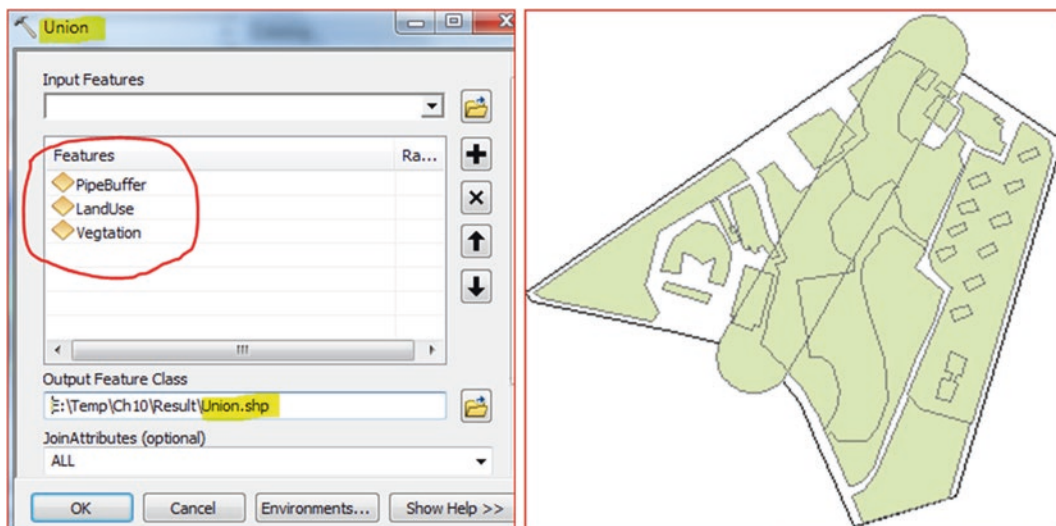 Union
Input Features
Features Ra...
PipeBuffer
LandUse
Vegtation
Output Feature Class
E:\Temp\Ch10\Result\Union.shp
JoinAttributes (optional)
ALL
OK Cancel Environments... Show Help >>